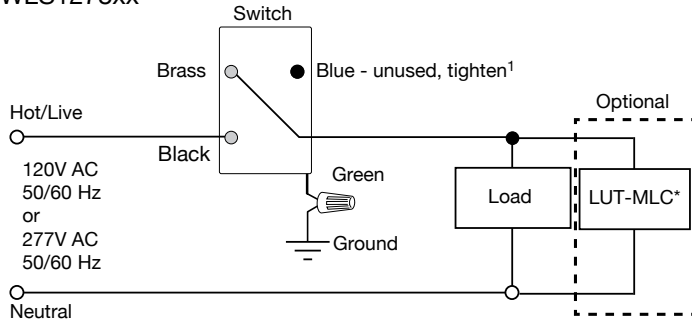 Switch
Brass
Blue - unused, tighten¹
Optional
Hot/Live
Black
120V AC
50/60 Hz
or
277V AC
50/60 Hz
Green
Load
LUT-MLC*
Ground
Neutral